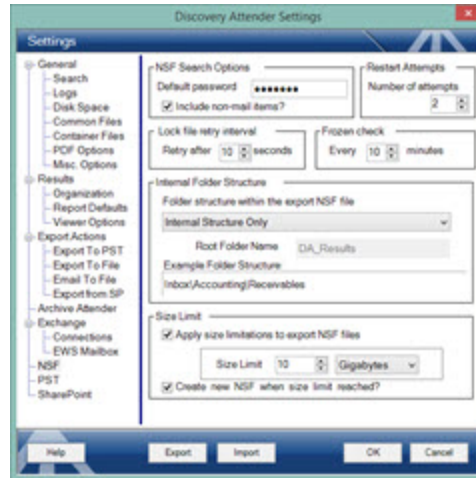 Discovery Attender Settings
Settings
General
Search
Logs
Disk Space
Common Files
Container Files
PDF Options
Misc. Options
Results
Organization
Report Defaults
Viewer Options
Export Actions
Export To PST
Export To File
Email To File
Export from SP
Archive Attender
Exchange
Connections
EWS Mailbox
NSF
PST
SharePoint
NSF Search Options
Default password •••••••
Include non-mail items?
Restart Attempts
Number of attempts
2
Lock file retry interval
Retry after 10 seconds
Frozen check
Every 10 minutes
Internal Folder Structure
Folder structure within the export NSF file
Internal Structure Only
Root Folder Name DA_Results
Example Folder Structure
Inbox\Accounting\Receivables
Size Limit
Apply size limitations to export NSF files
Size Limit 10 Gigabytes
Create new NSF when size limit reached?
Help Export Import OK Cancel